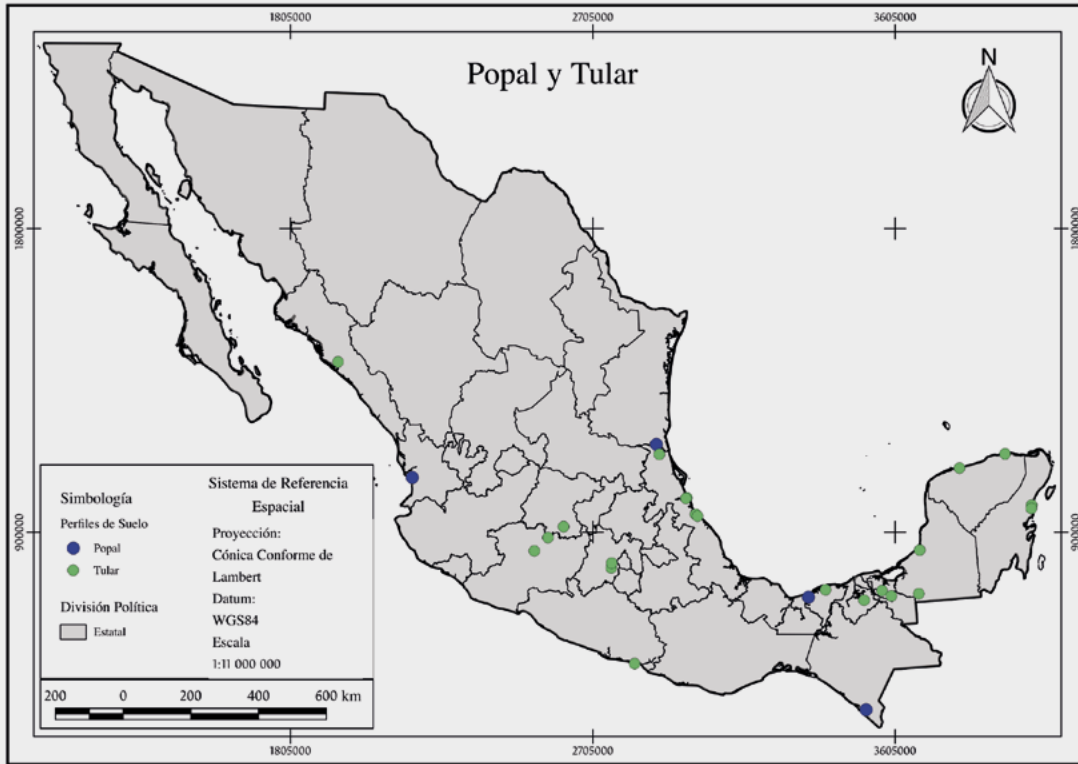 1805000
2705000
3605000
Popal y Tular
N
1800000
1800000
900000
900000
Simbología
Perfiles de Suelo
Popal
Tular
División Política
Estatal
Sistema de Referencia
Espacial
Proyección:
Cónica Conforme de
Lambert
Datum:
WGS84
Escala
1:11 000 000
200 0 200 400 600 km
1805000
2705000
3605000